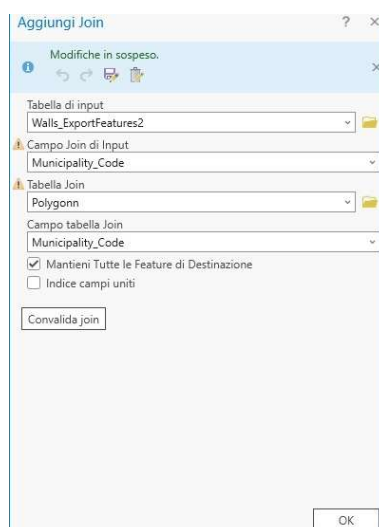 Aggiungi Join ? ×
Modifiche in sospeso.
Tabella di input
Walls_ExportFeatures2
Campo Join di Input
Municipality_Code
Tabella Join
Polygonn
Campo tabella Join
Municipality_Code
Mantieni Tutte le Feature di Destinazione
Indice campi uniti
Convalida join
OK